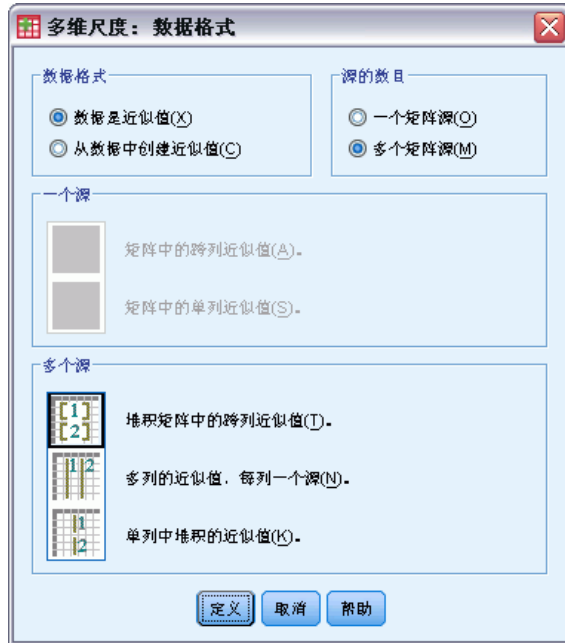 多维尺度：数据格式
数据格式
源的数目
数据是近似值(X)
一个矩阵源(O)
从数据中创建近似值(C)
多个矩阵源(M)
一个源
矩阵中的跨列近似值(A)。
矩阵中的单列近似值(S)。
多个源
[1]
[2]
堆积矩阵中的跨列近似值(T)。
1 2
多列的近似值，每列一个源(N)。
1
2
单列中堆积的近似值(K)。
定义 取消 帮助